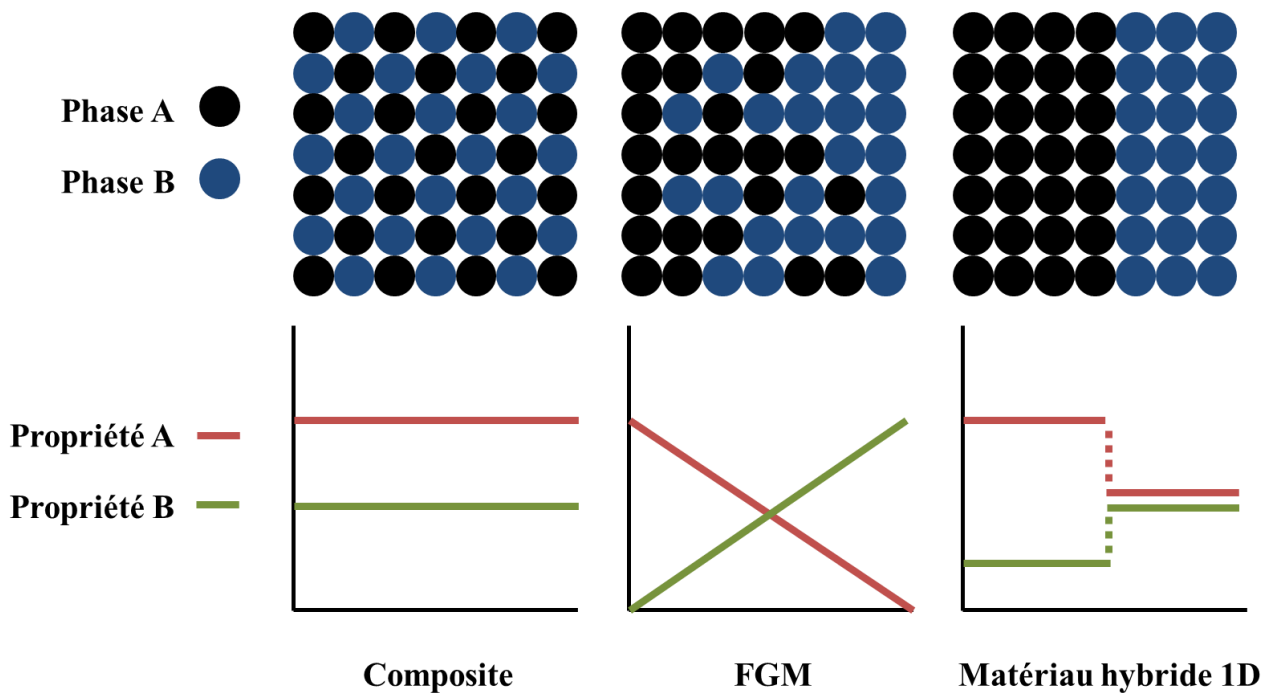 Phase A
Phase B
Propriété A
Propriété B
Composite
FGM
Matériau hybride 1D